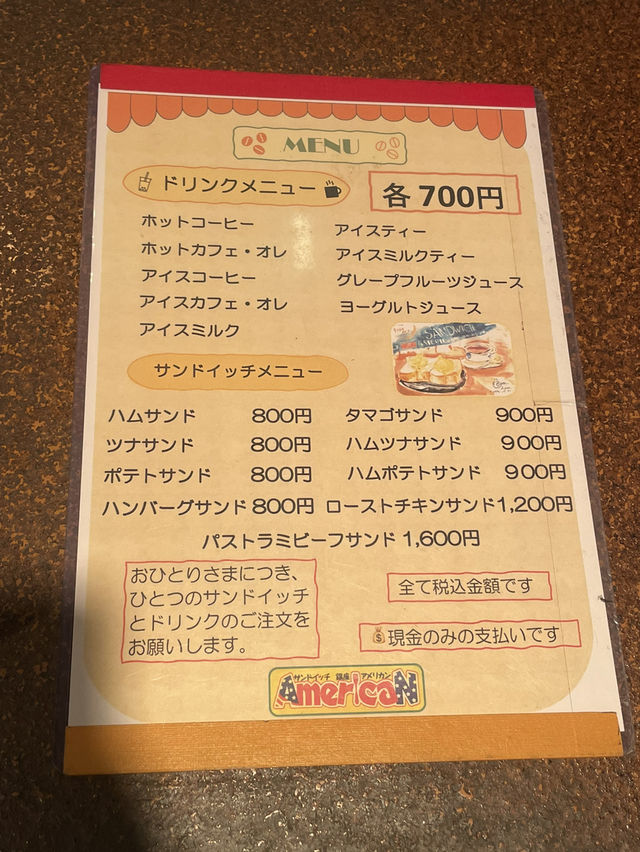 MENU
ドリンクメニュー
各 700円
ホットコーヒー
ホットカフェ・オレ
アイスコーヒー
アイスカフェ・オレ
アイスミルク
アイスティー
アイスミルクティー
グレープフルーツジュース
ヨーグルトジュース
SANDWICH
MENU
サンドイッチメニュー
ハムサンド 800円
ツナサンド 800円
ポテトサンド 800円
ハンバーグサンド 800円
タマゴサンド 900円
ハムツナサンド 900円
ハムポテトサンド 900円
ローストチキンサンド1,200円
パストラミビーフサンド 1,600円
おひとりさまにつき、
ひとつのサンドイッチ
とドリンクのご注文を
お願いします。
全て税込金額です
$現金のみの支払いです
サンドイッチ 銀座 アメリカン
AmericaN